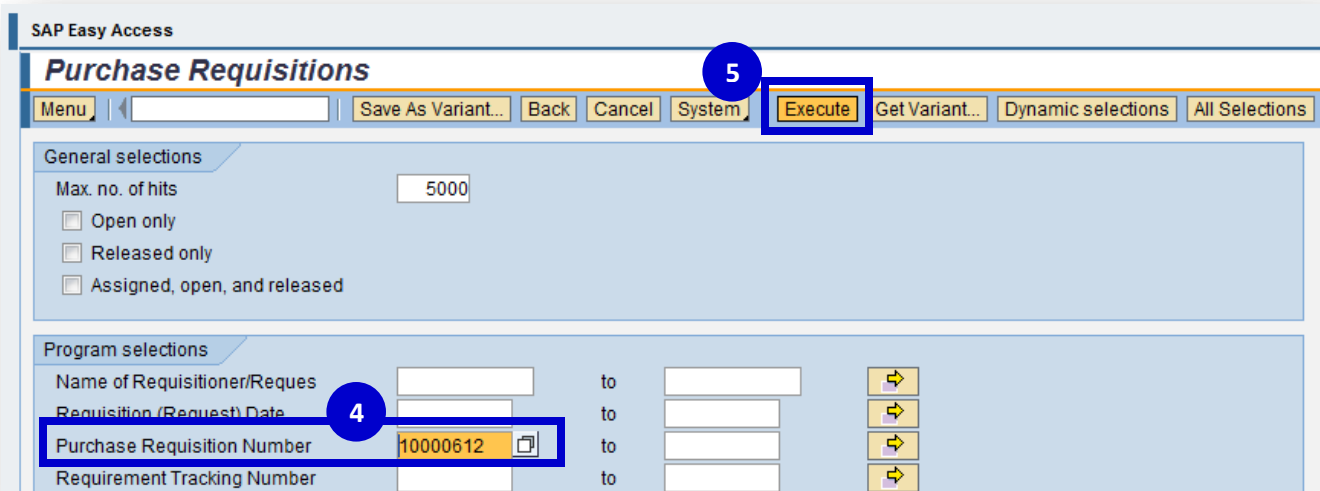 SAP Easy Access
Purchase Requisitions
5
Menu Save As Variant... Back Cancel System Execute Get Variant... Dynamic selections All Selections
General selections
Max. no. of hits 5000
Open only
Released only
Assigned, open, and released
Program selections
Name of Requisitioner/Reques to
Requisition (Request) Date to
4
Purchase Requisition Number 10000612 to
Requirement Tracking Number to